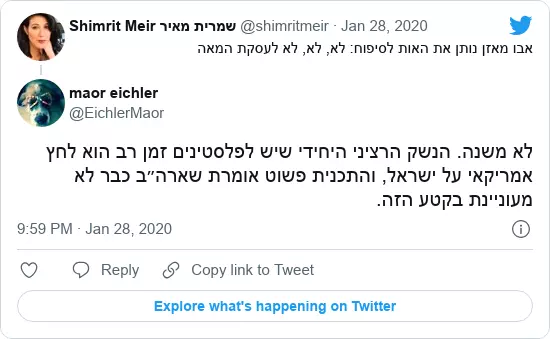 Shimrit Meir שמרית מאיר @shimritmeir · Jan 28, 2020
אבו מאזן נותן את האות לסיפוח: לא, לא, לא לעסקת המאה
maor eichler
@EichlerMaor
לא משנה. הנשק הרציני היחידי שיש לפלסטינים זמן רב הוא לחץ
אמריקאי על ישראל, והתכנית פשוט אומרת שארה״ב כבר לא
מעוניינת בקטע הזה.
9:59 PM · Jan 28, 2020
Reply
Copy link to Tweet
Explore what's happening on Twitter